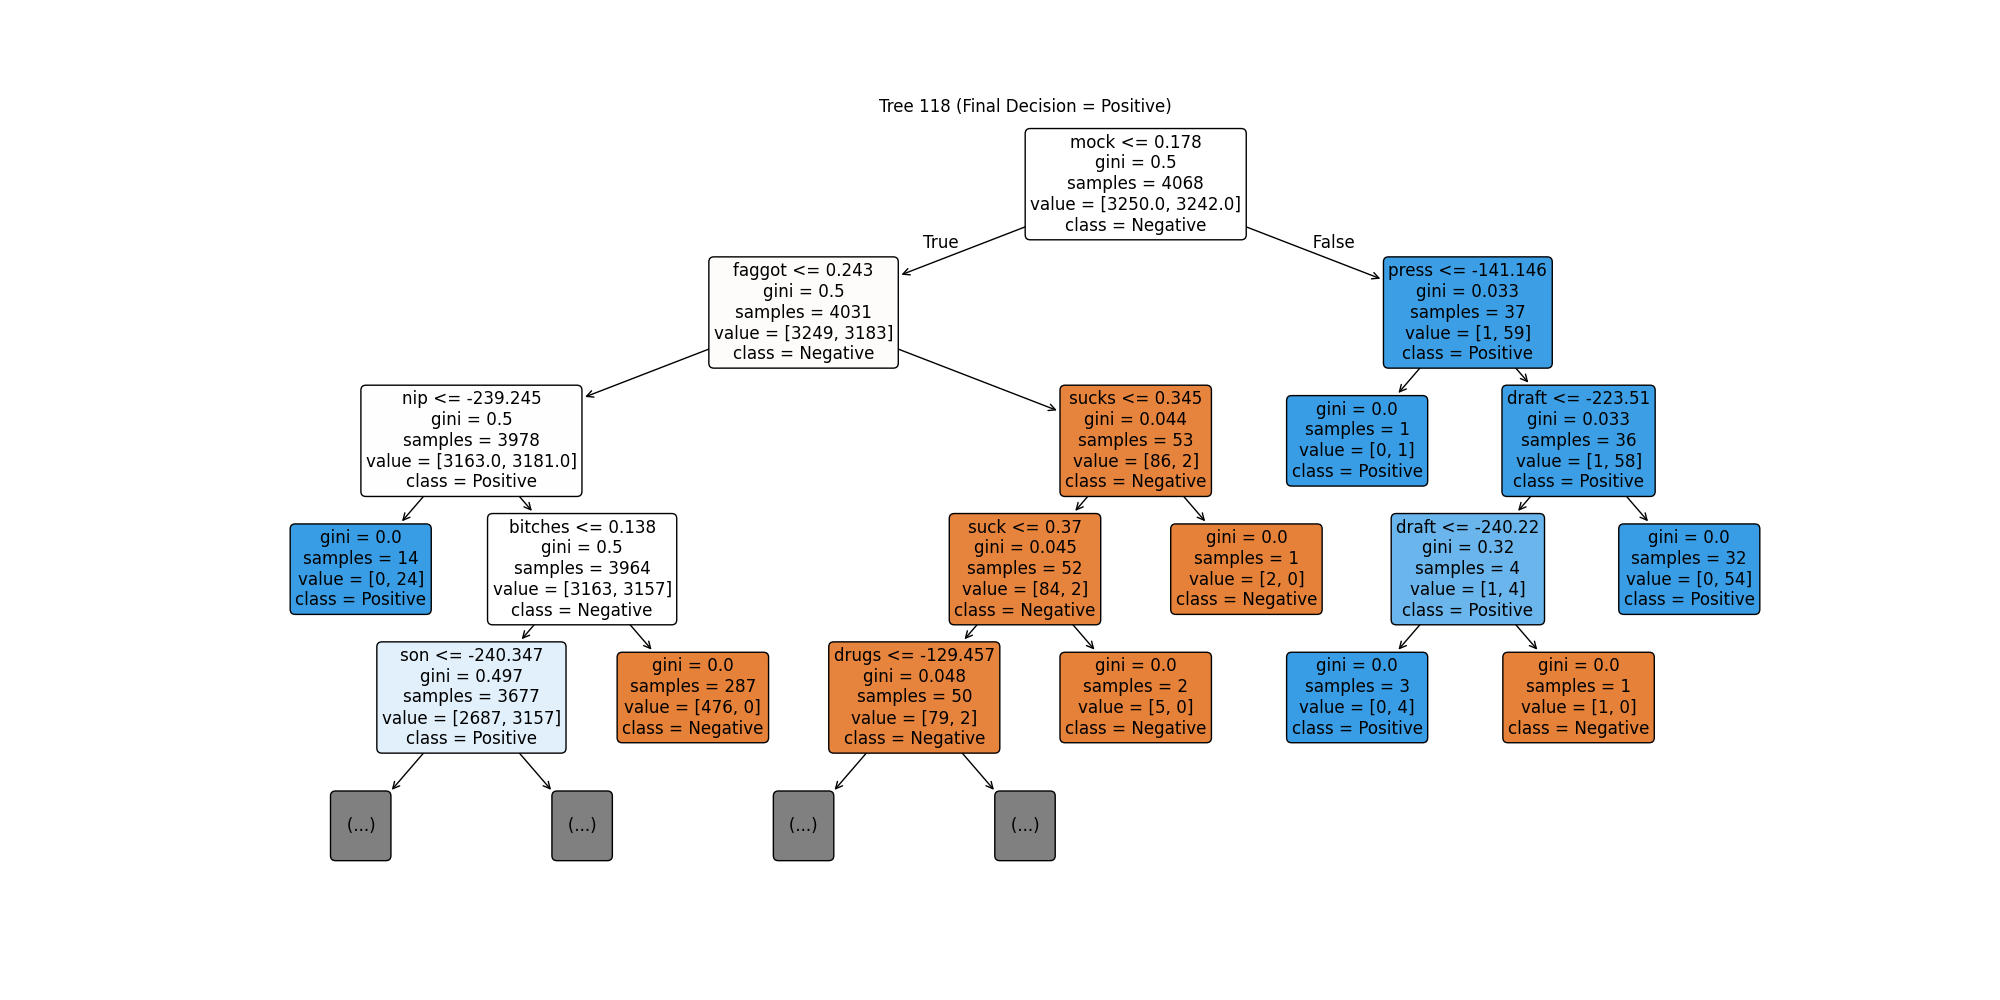 Tree 118 (Final Decision = Positive)
mock <= 0.178
gini = 0.5
samples = 4068
value = [3250.0, 3242.0]
class = Negative
True
False
faggot <= 0.243
gini = 0.5
samples = 4031
value = [3249, 3183]
class = Negative
press <= -141.146
gini = 0.033
samples = 37
value = [1, 59]
class = Positive
nip <= -239.245
gini = 0.5
samples = 3978
value = [3163.0, 3181.0]
class = Positive
sucks <= 0.345
gini = 0.044
samples = 53
value = [86, 2]
class = Negative
gini = 0.0
samples = 1
value = [0, 1]
class = Positive
draft <= -223.51
gini = 0.033
samples = 36
value = [1, 58]
class = Positive
gini = 0.0
samples = 14
value = [0, 24]
class = Positive
bitches <= 0.138
gini = 0.5
samples = 3964
value = [3163, 3157]
class = Negative
suck <= 0.37
gini = 0.045
samples = 52
value = [84, 2]
class = Negative
gini = 0.0
samples = 1
value = [2, 0]
class = Negative
draft <= -240.22
gini = 0.32
samples = 4
value = [1, 4]
class = Positive
gini = 0.0
samples = 32
value = [0, 54]
class = Positive
son <= -240.347
gini = 0.497
samples = 3677
value = [2687, 3157]
class = Positive
gini = 0.0
samples = 287
value = [476, 0]
class = Negative
drugs <= -129.457
gini = 0.048
samples = 50
value = [79, 2]
class = Negative
gini = 0.0
samples = 2
value = [5, 0]
class = Negative
gini = 0.0
samples = 3
value = [0, 4]
class = Positive
gini = 0.0
samples = 1
value = [1, 0]
class = Negative
(...)
(...)
(...)
(...)